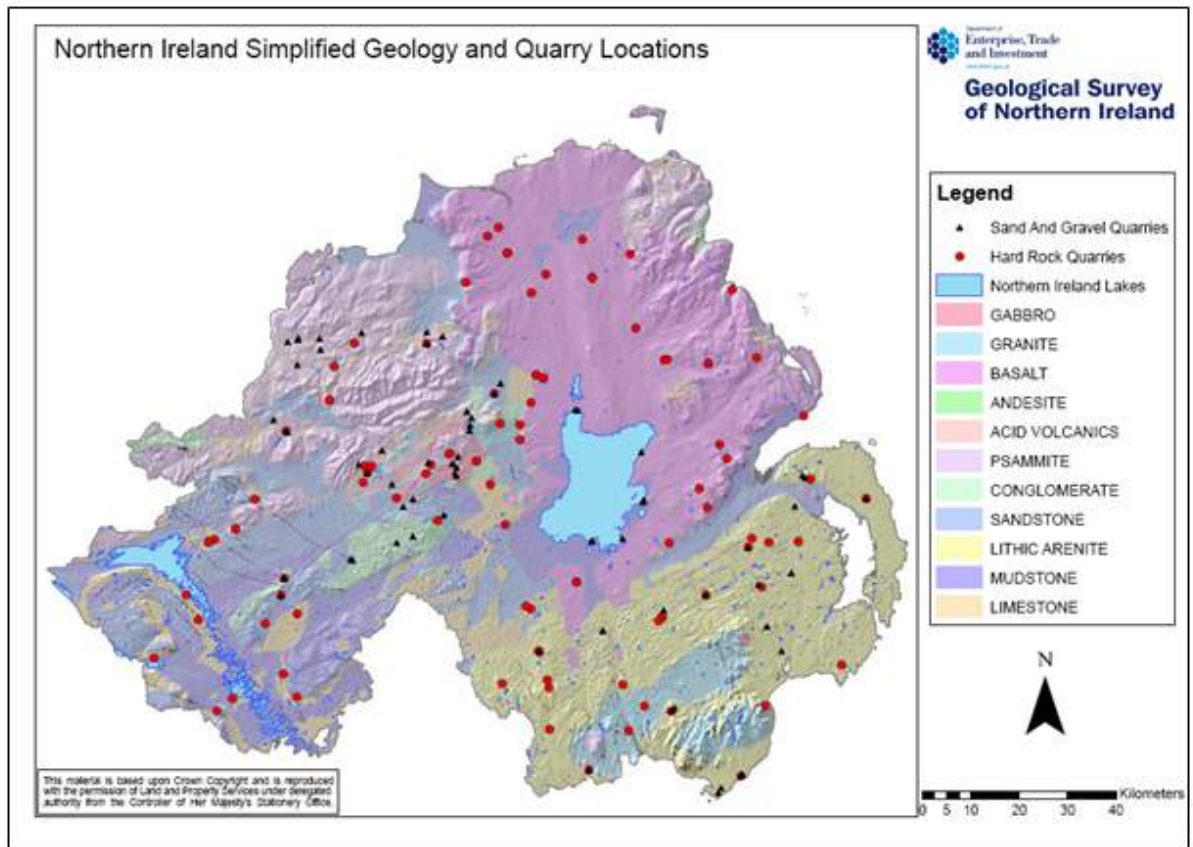 Northern Ireland Simplified Geology and Quarry Locations
Department of
Enterprise, Trade
and Investment
Geological Survey
of Northern Ireland
Legend
Sand And Gravel Quarries
Hard Rock Quarries
Northern Ireland Lakes
GABBRO
GRANITE
BASALT
ANDESITE
ACID VOLCANICS
PSAMMITE
CONGLOMERATE
SANDSTONE
LITHIC ARENITE
MUDSTONE
LIMESTONE
N
Kilometers
0 5 10 20 30 40
This material is based upon Crown Copyright and is reproduced
with the permission of Land and Property Services under delegated
authority from the Controller of Her Majesty's Stationery Office.